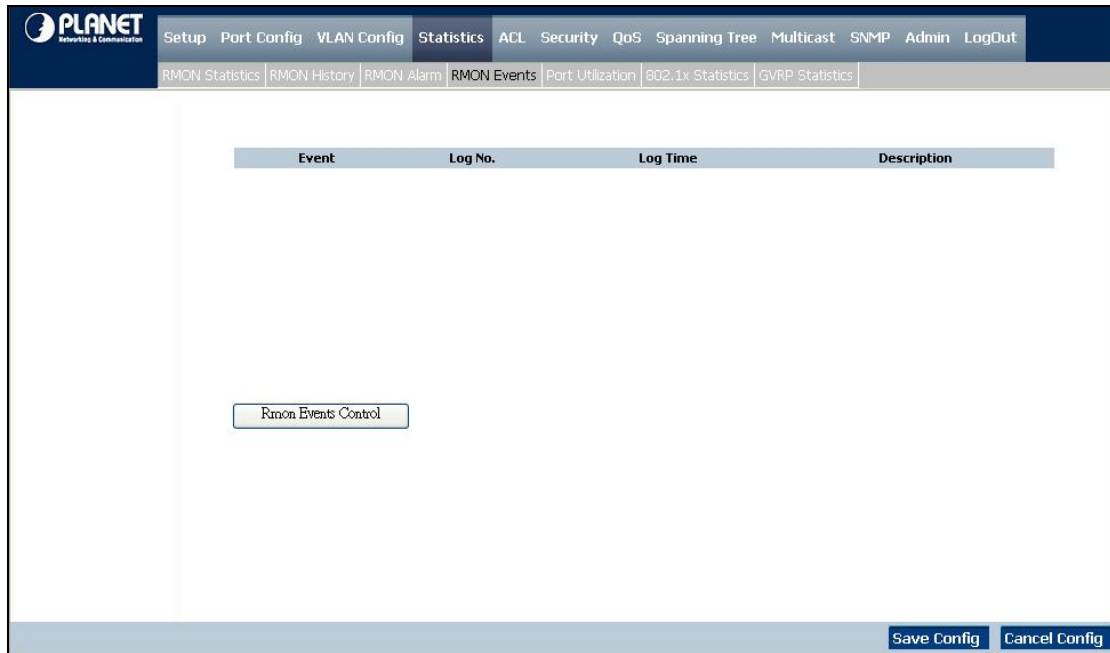 PLANET
Networking & Communication
Setup Port Config VLAN Config Statistics ACL Security QoS Spanning Tree Multicast SNMP Admin LogOut
RMON Statistics RMON History RMON Alarm RMON Events Port Utilization 802.1x Statistics GVRP Statistics
Event Log No. Log Time Description
Rmon Events Control
Save Config Cancel Config